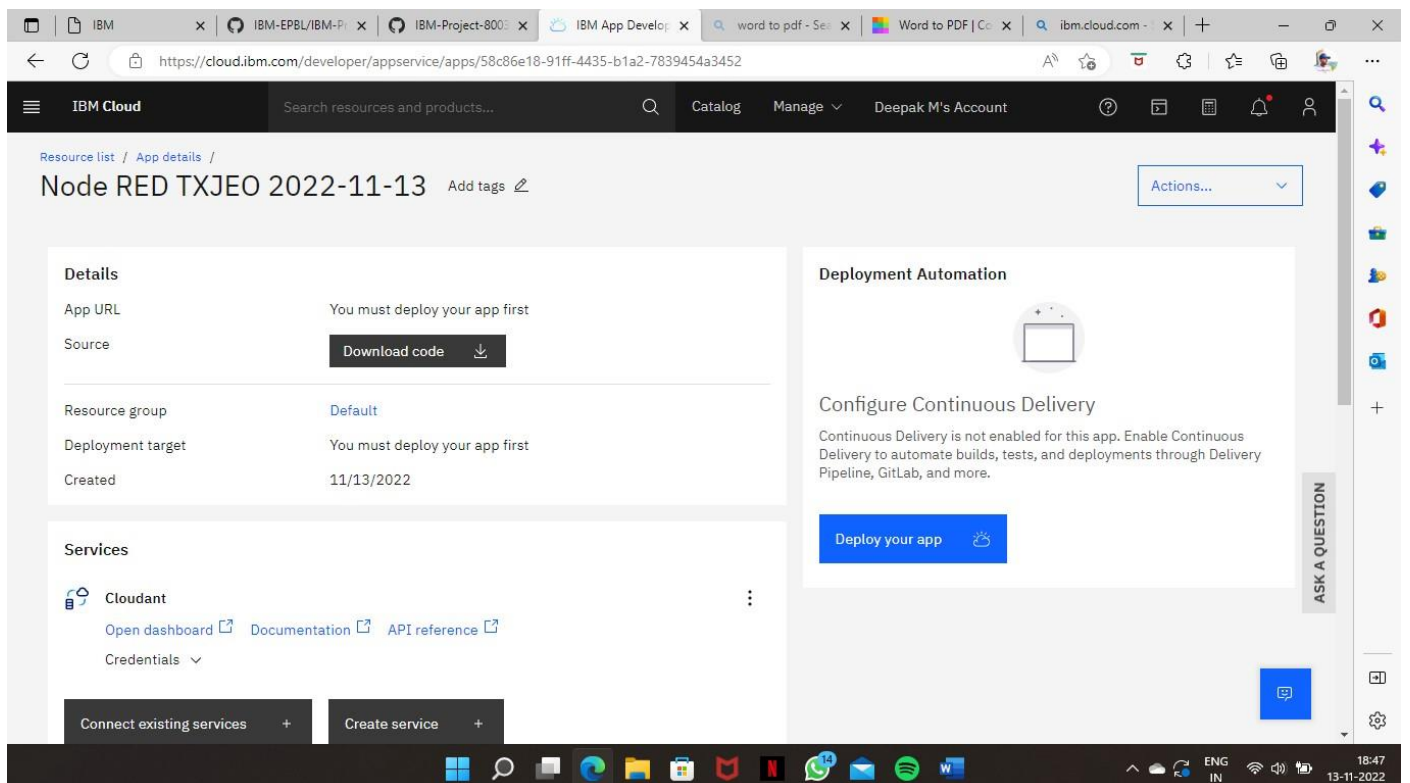 IBM
IBM-EPBL/IBM-Pr
IBM-Project-8003
IBM App Develop
word to pdf - Sea
Word to PDF | Co
ibm.cloud.com - S
https://cloud.ibm.com/developer/appservice/apps/58c86e18-91ff-4435-b1a2-7839454a3452
IBM Cloud
Search resources and products...
Catalog
Manage
Deepak M's Account
Resource list / App details /
Node RED TXJEO 2022-11-13
Add tags
Actions...
Details
App URL You must deploy your app first
Source Download code
Resource group Default
Deployment target You must deploy your app first
Created 11/13/2022
Services
Cloudant
Open dashboard Documentation API reference
Credentials
Connect existing services + Create service +
Deployment Automation
Configure Continuous Delivery
Continuous Delivery is not enabled for this app. Enable Continuous
Delivery to automate builds, tests, and deployments through Delivery
Pipeline, GitLab, and more.
Deploy your app
ASK A QUESTION
14
ENG
IN
18:47
13-11-2022